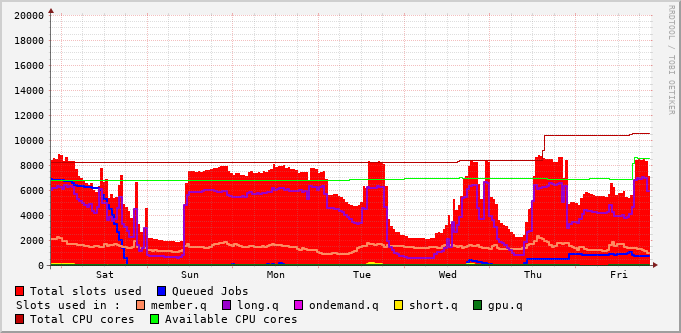 20000
18000
16000
14000
12000
10000
8000
6000
4000
2000
0
Sat Sun Mon Tue Wed Thu Fri
RRDTOOL / TOBI OETIKER
Total slots used Queued Jobs
Slots used in : member.q long.q ondemand.q short.q gpu.q
Total CPU cores Available CPU cores